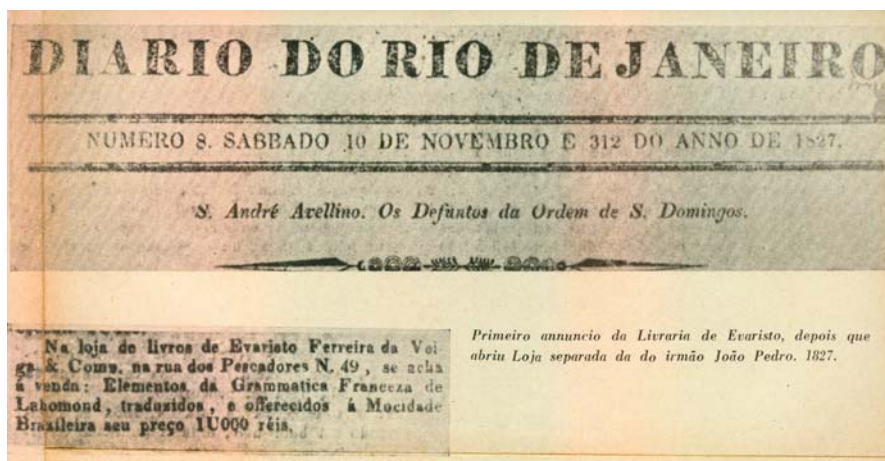 DIARIO DO RIO DE JANEIRO
NUMERO 8. SABBADO 10 DE NOVEMBRO E 312 DO ANNO DE 1827.
S. André Avellino. Os Defuntos da Ordem de S. Domingos.
Na loja de livros de Evaristo Ferreira da Vei
ga & Comp. na rua dos Pescadores N. 49, se acha
á venda: Elementos da Grammatica Franceza de
Lahomond, traduzidos, e offerecidos á Mocidade
Brazileira seu preço 1U000 réis.
Primeiro annuncio da Livraria de Evaristo, depois que
abriu Loja separada da do irmão João Pedro. 1827.